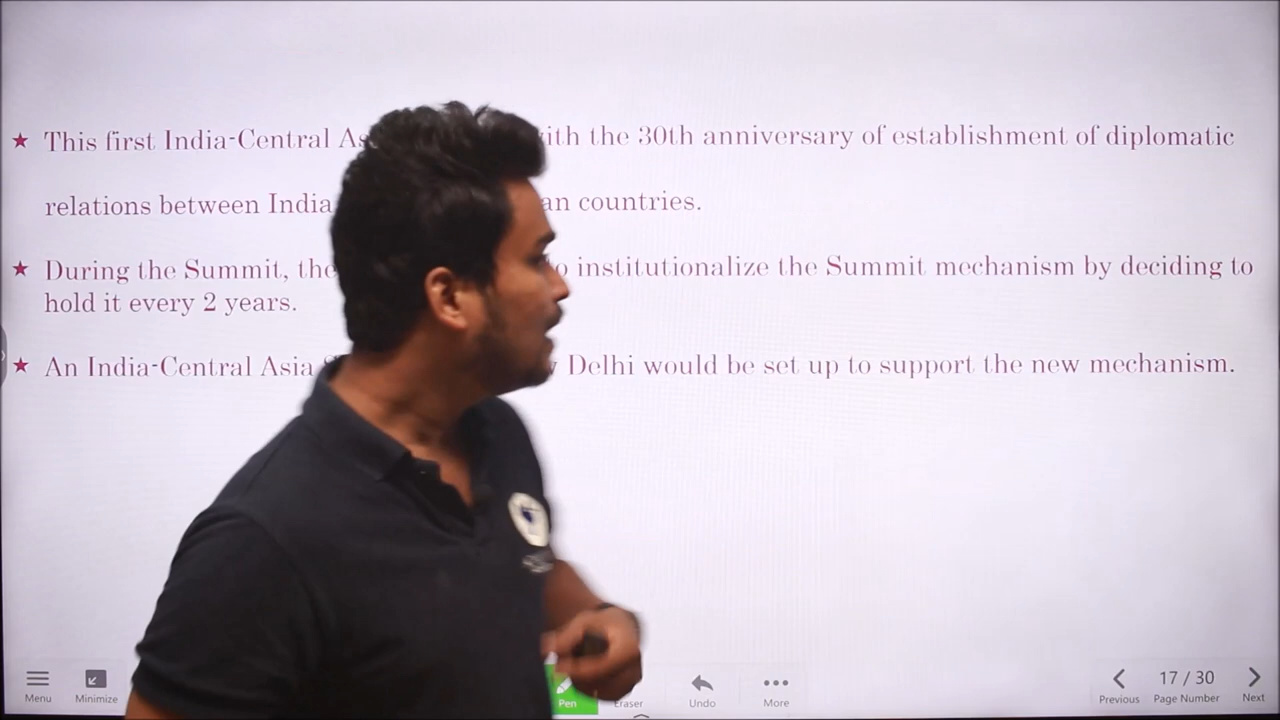 ★ This first India-Central with the 30th anniversary of establishment of diplomatic
relations between India countries.
★ During the Summit, the to institutionalize the Summit mechanism by deciding to
hold it every 2 years.
★ An India-Central Asia Delhi would be set up to support the new mechanism.
Menu Minimize Pen Eraser Undo More Previous 17 / 30 Page Number Next